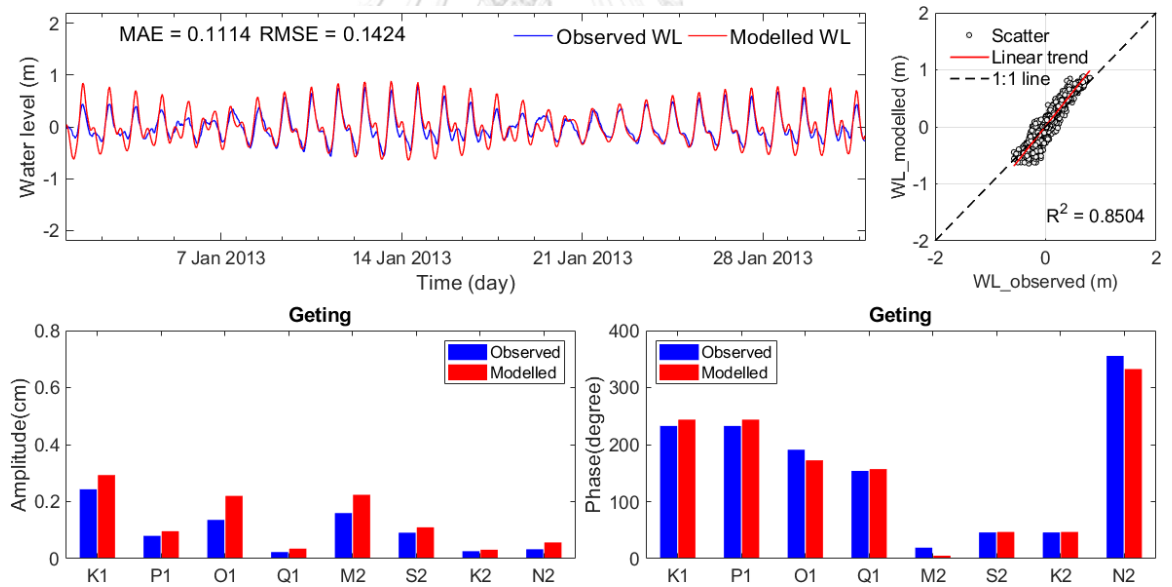 MAE = 0.1114 RMSE = 0.1424
Observed WL
Modelled WL
2
1
0
-1
-2
Water level (m)
7 Jan 2013
14 Jan 2013
21 Jan 2013
28 Jan 2013
Time (day)
Scatter
Linear trend
1:1 line
2
1
0
-1
-2
WL_modelled (m)
R² = 0.8504
-2
0
2
WL_observed (m)
Geting
0.8
0.6
0.4
0.2
0
Amplitude(cm)
Observed
Modelled
K1 P1 O1 Q1 M2 S2 K2 N2
Geting
400
300
200
100
0
Phase(degree)
Observed
Modelled
K1 P1 O1 Q1 M2 S2 K2 N2